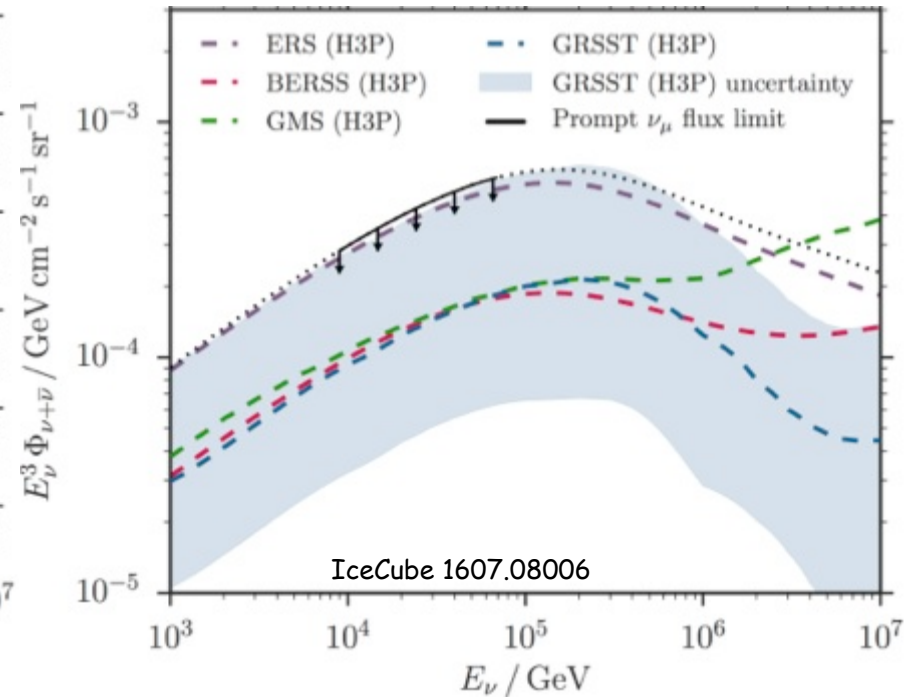 ERS (H3P)
BERSS (H3P)
GMS (H3P)
GRSST (H3P)
GRSST (H3P) uncertainty
Prompt ν_μ flux limit
E_ν^3 Φ_{ν+ν̄} / GeV cm^{-2} s^{-1} sr^{-1}
10^{-3}
10^{-4}
10^{-5}
IceCube 1607.08006
7
10^3
10^4
10^5
10^6
10^7
E_ν / GeV